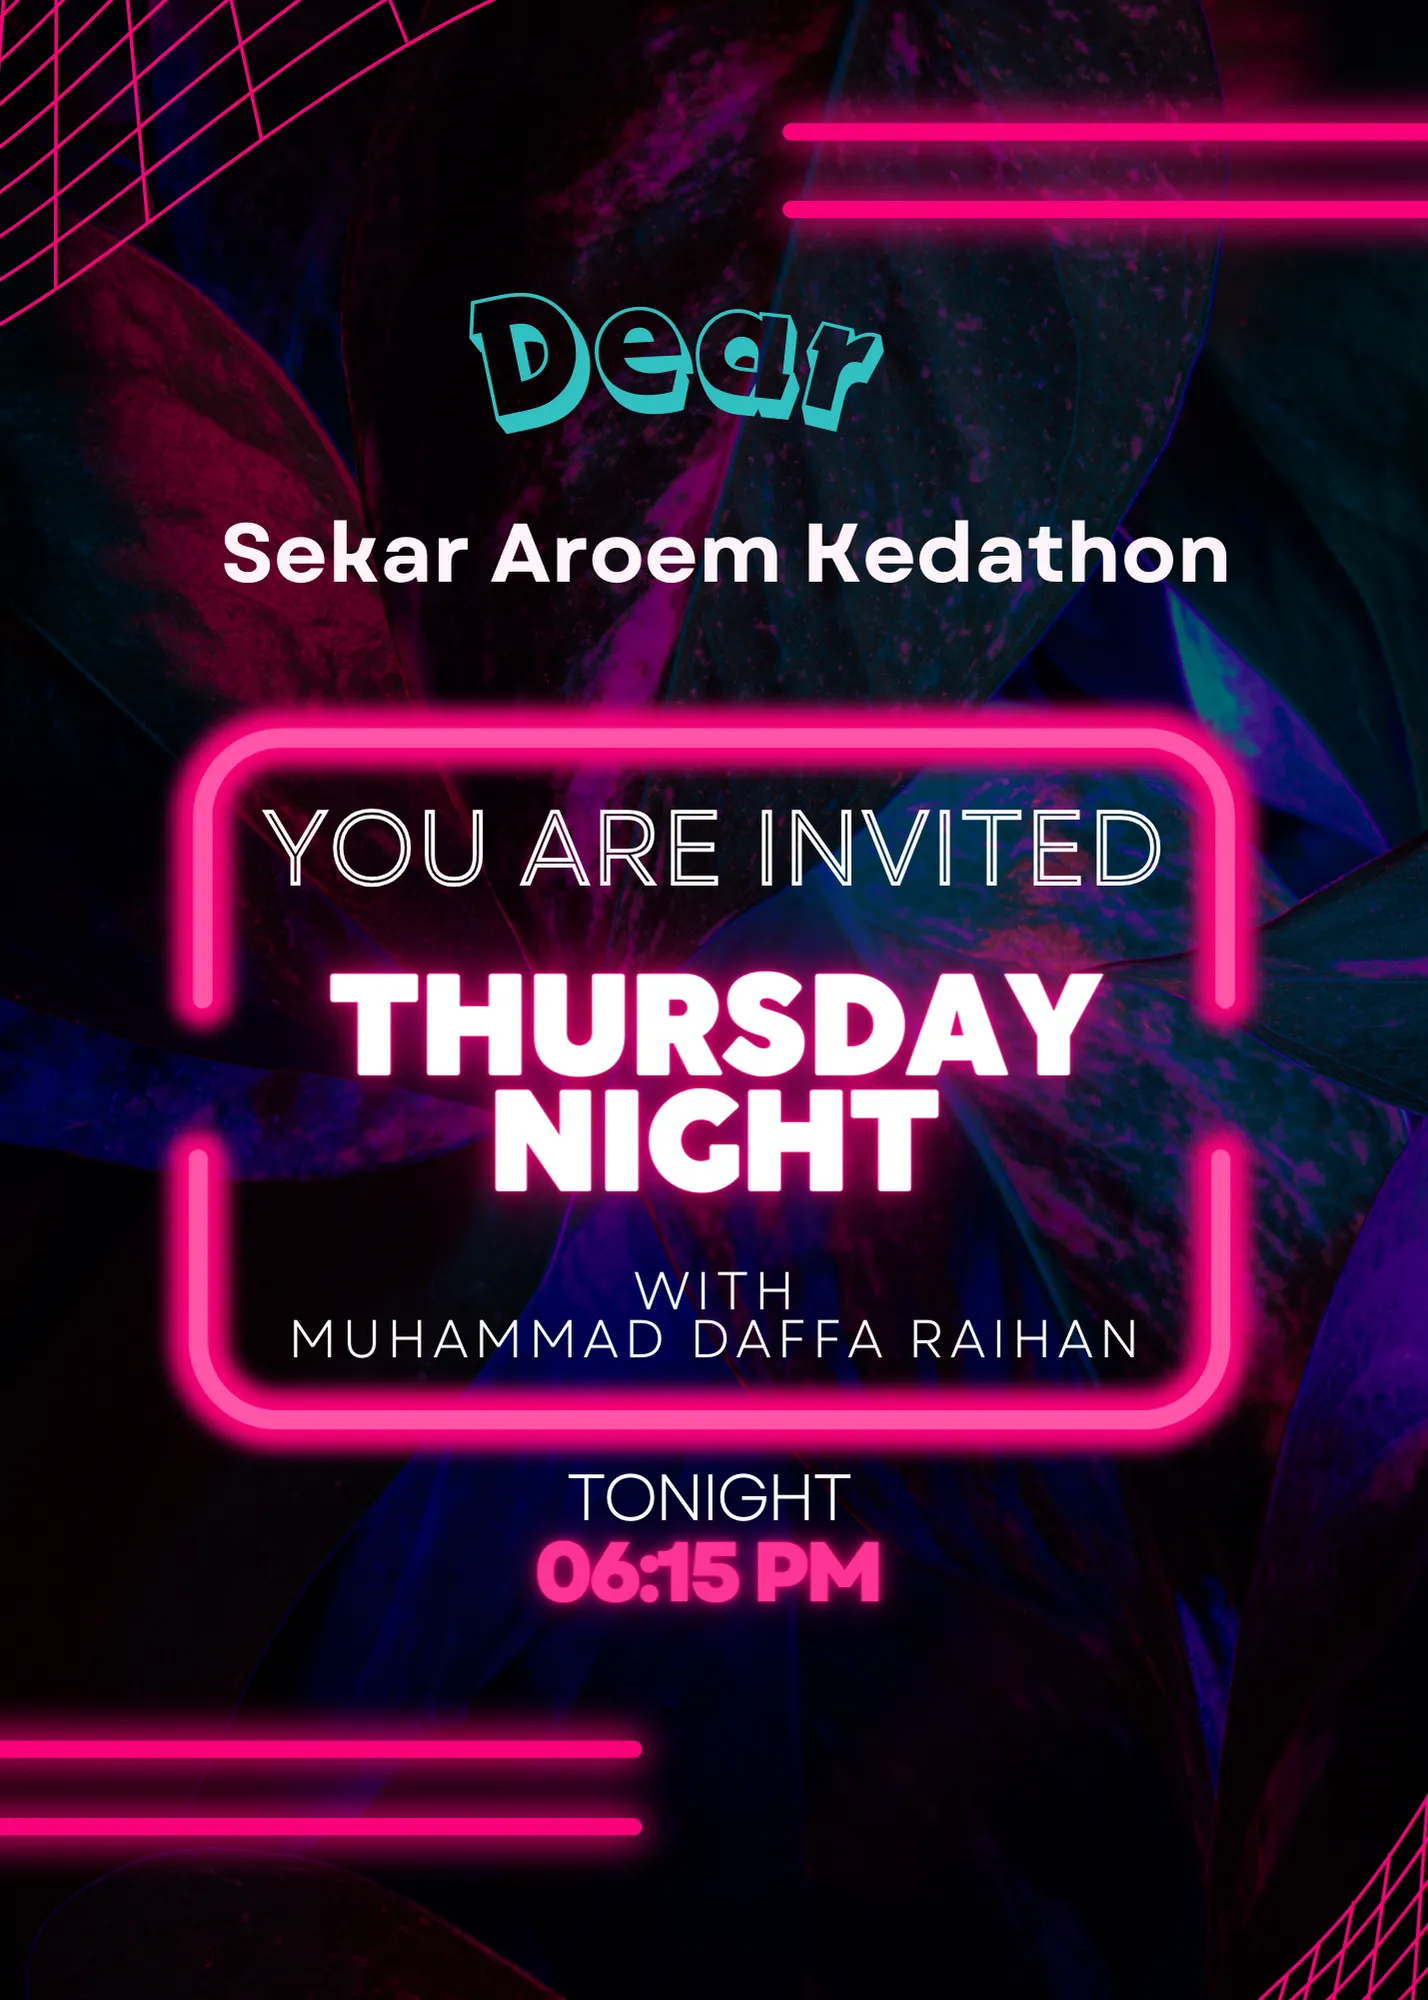 Dear
Sekar Aroem Kedathon
YOU ARE INVITED
THURSDAY
NIGHT
WITH
MUHAMMAD DAFFA RAIHAN
TONIGHT
06:15 PM